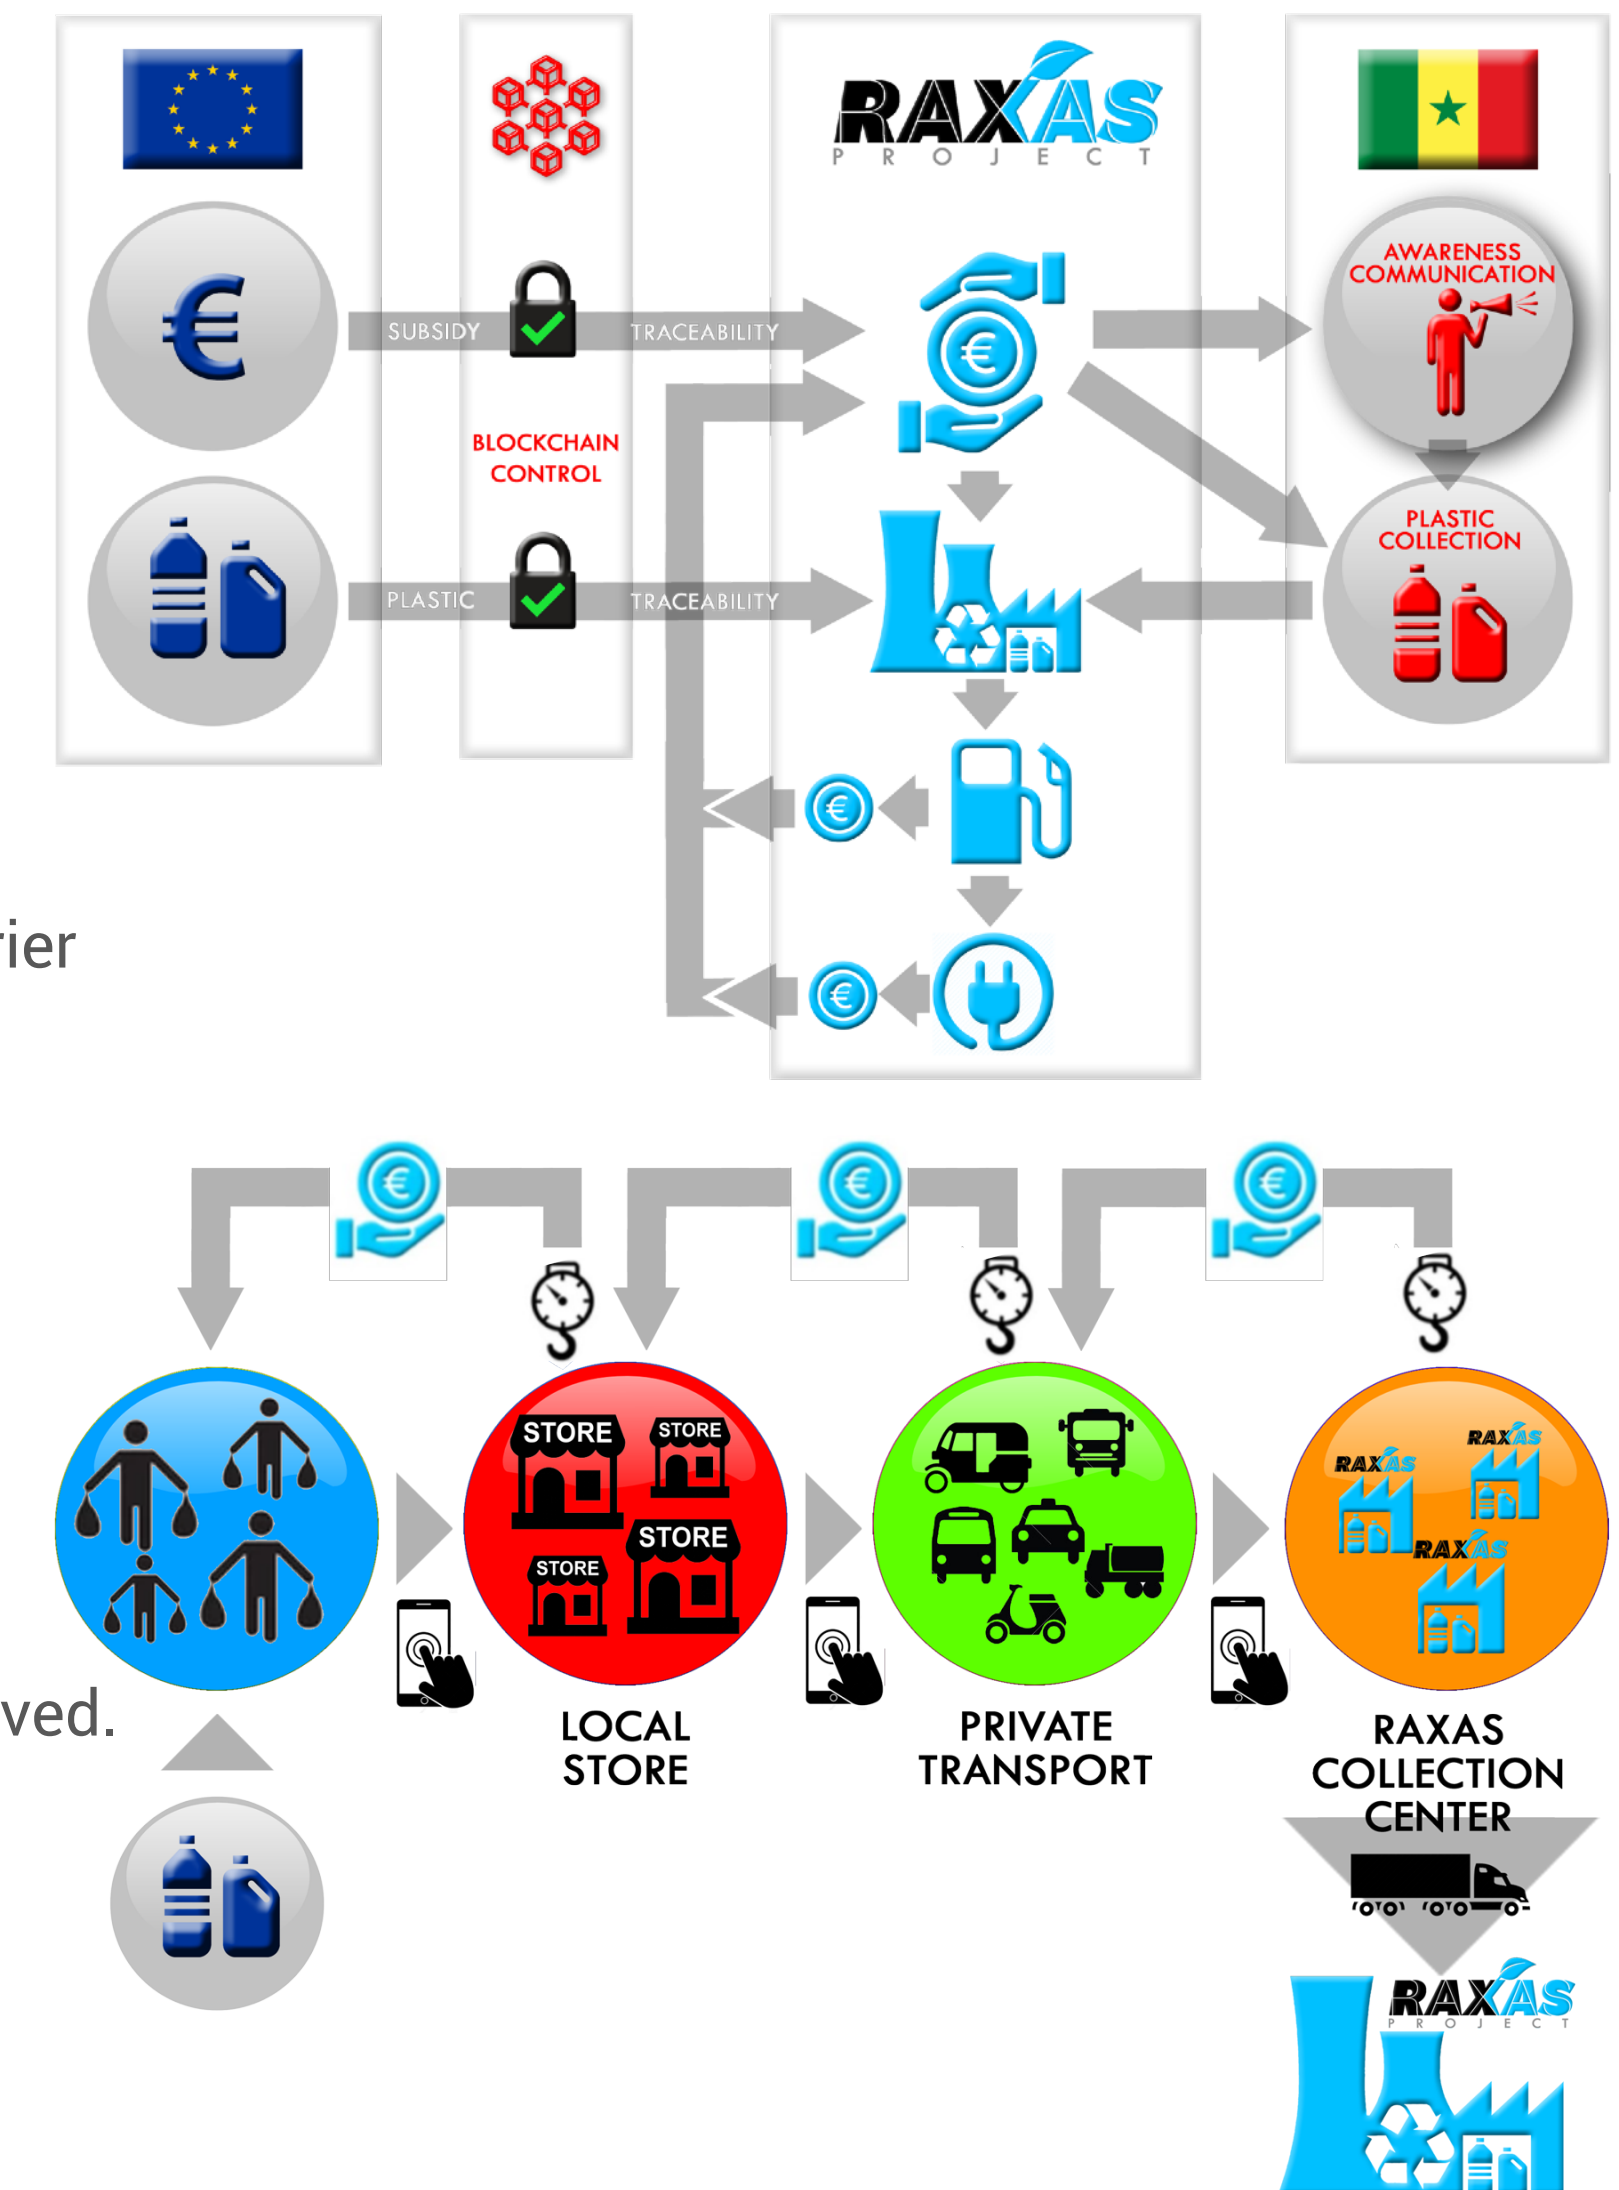 RAXAS
PROJECT
AWARENESS
COMMUNICATION
SUBSIDY
TRACEABILITY
BLOCKCHAIN
CONTROL
PLASTIC
COLLECTION
PLASTIC
TRACEABILITY
rier
STORE
STORE
STORE
STORE
RAXAS
RAXAS
RAXAS
ved.
LOCAL
STORE
PRIVATE
TRANSPORT
RAXAS
COLLECTION
CENTER
RAXAS
PROJECT